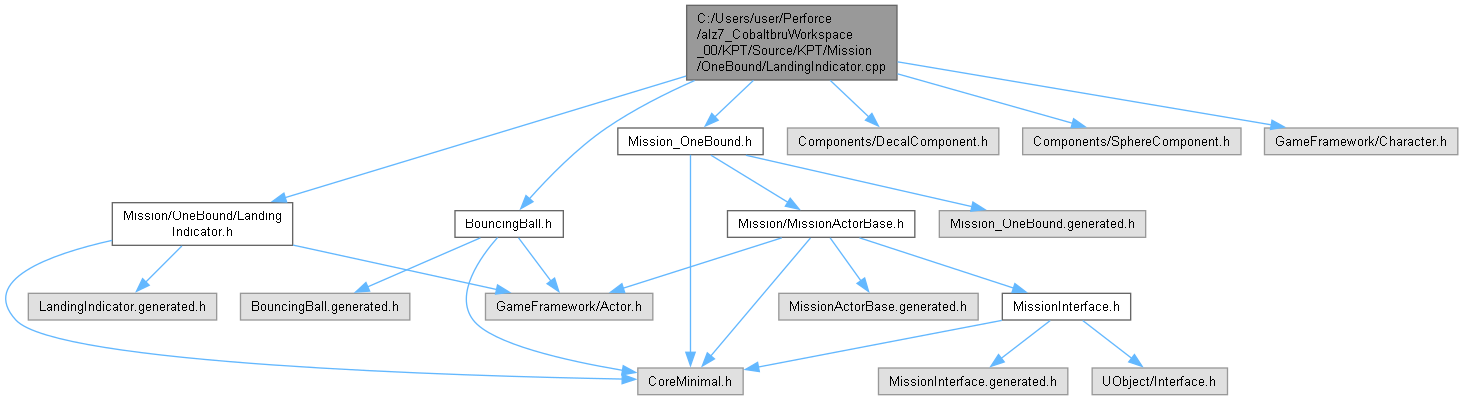 C:/Users/user/Perforce
/alz7_CobaltbruWorkspace
_00/KPT/Source/KPT/Mission
/OneBound/LandingIndicator.cpp
Mission_OneBound.h
Components/DecalComponent.h
Components/SphereComponent.h
GameFramework/Character.h
Mission/OneBound/Landing
Indicator.h
BouncingBall.h
Mission/MissionActorBase.h
Mission_OneBound.generated.h
LandingIndicator.generated.h
BouncingBall.generated.h
GameFramework/Actor.h
MissionActorBase.generated.h
MissionInterface.h
CoreMinimal.h
MissionInterface.generated.h
UObject/Interface.h